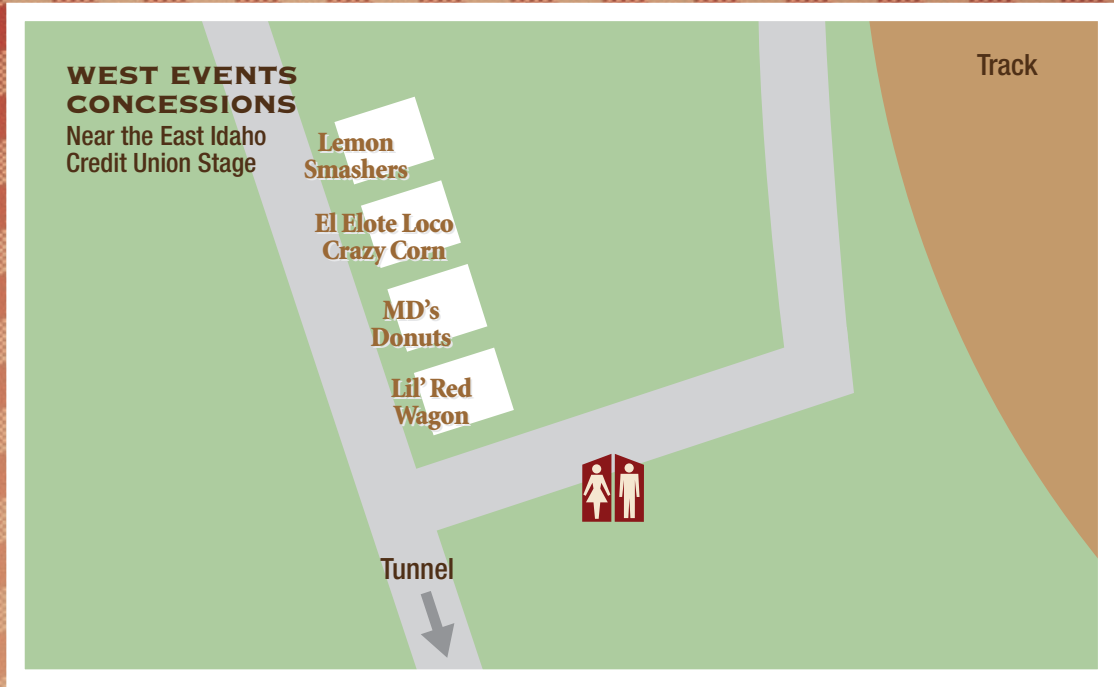 WEST EVENTS
CONCESSIONS
Near the East Idaho
Credit Union Stage
Track
Lemon
Smashers
El Elote Loco
Crazy Corn
MD’s
Donuts
Lil’ Red
Wagon
Tunnel